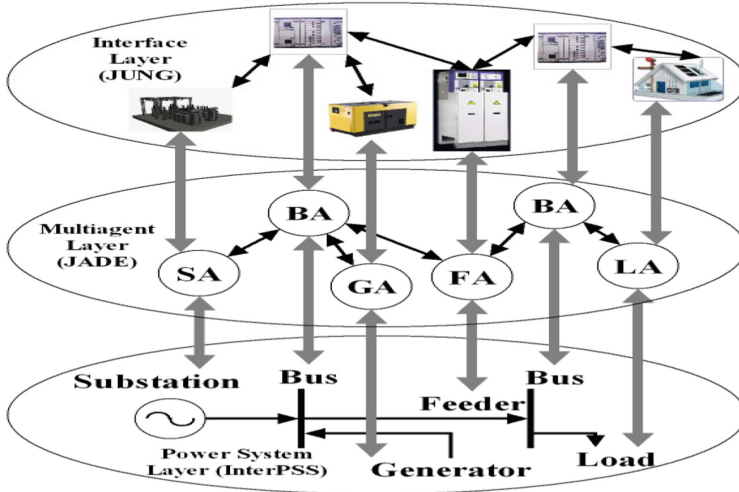 Interface
Layer
(JUNG)
Multiagent
Layer
(JADE)
BA
BA
SA
GA
FA
LA
Substation
Bus
Bus
Feeder
Power System
Layer (InterPSS)
Generator
Load